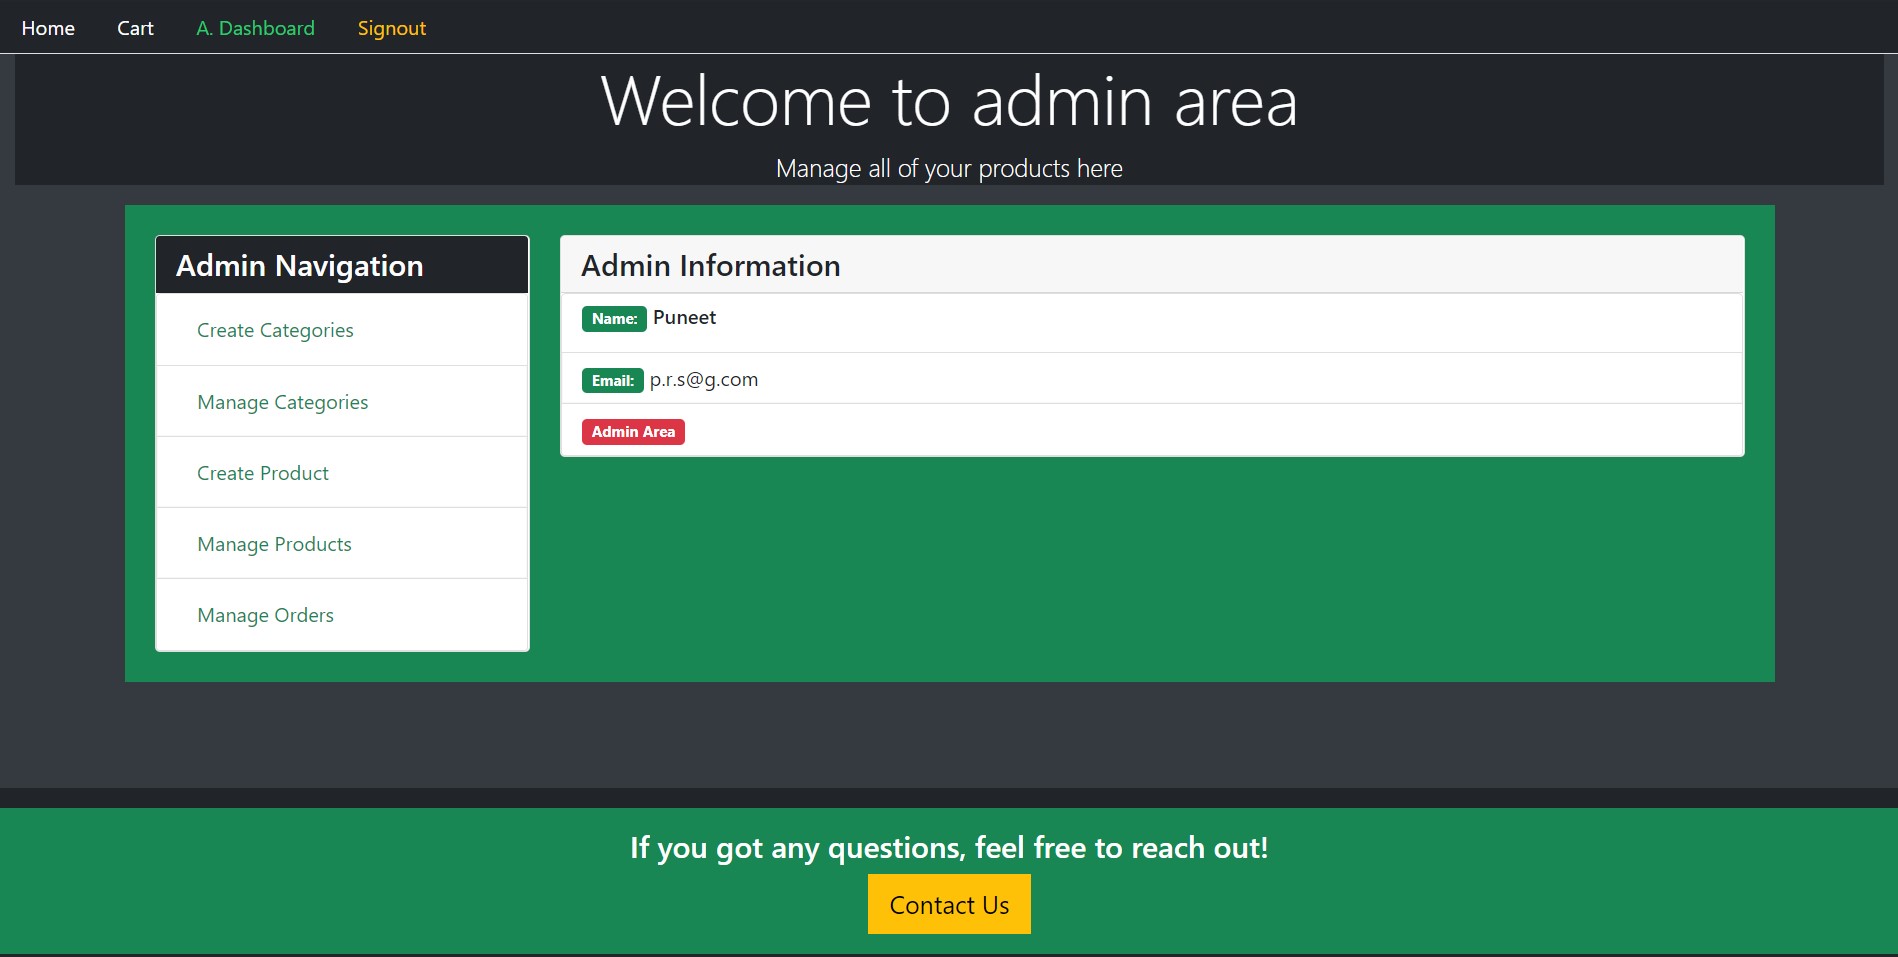 Home Cart A. Dashboard Signout
Welcome to admin area
Manage all of your products here
Admin Navigation
Create Categories
Manage Categories
Create Product
Manage Products
Manage Orders
Admin Information
Name: Puneet
Email: p.r.s@g.com
Admin Area
If you got any questions, feel free to reach out!
Contact Us